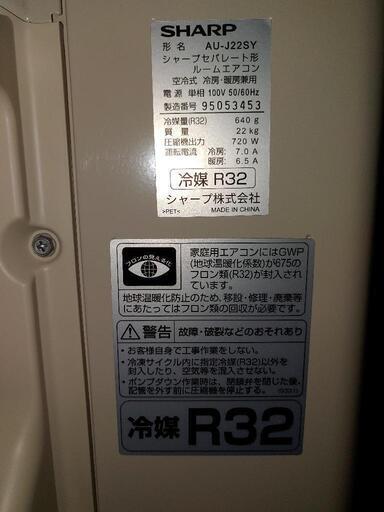 SHARP
形 名 AU-J22SY
シャープセパレート形
ルームエアコン
空冷式 冷房・暖房兼用
電 源 単相 100V 50/60Hz
製造番号 95053453
冷媒量(R32) 640g
質 量 22kg
圧縮機出力 720W
運転電流 冷房: 7.0A
暖房: 6.5A
冷媒 R32
シャープ株式会社
>PET< MADE IN CHINA
フロンの見える化
家庭用エアコンにはGWP
(地球温暖化係数)が675の
フロン類(R32)が封入され
ています。
地球温暖化防止のため、移設・修理・廃棄等
にあたってはフロン類の回収が必要です。
警告 故障・破裂などのおそれあり
・お客様自身で工事作業をしない。
・冷凍サイクル内に指定冷媒(R32)以外を
封入したり、空気等を混入させない。
・ポンプダウン作業時は、閉鎖弁を閉じた後、
配管を外す前に圧縮機を停止する。
冷媒 R32